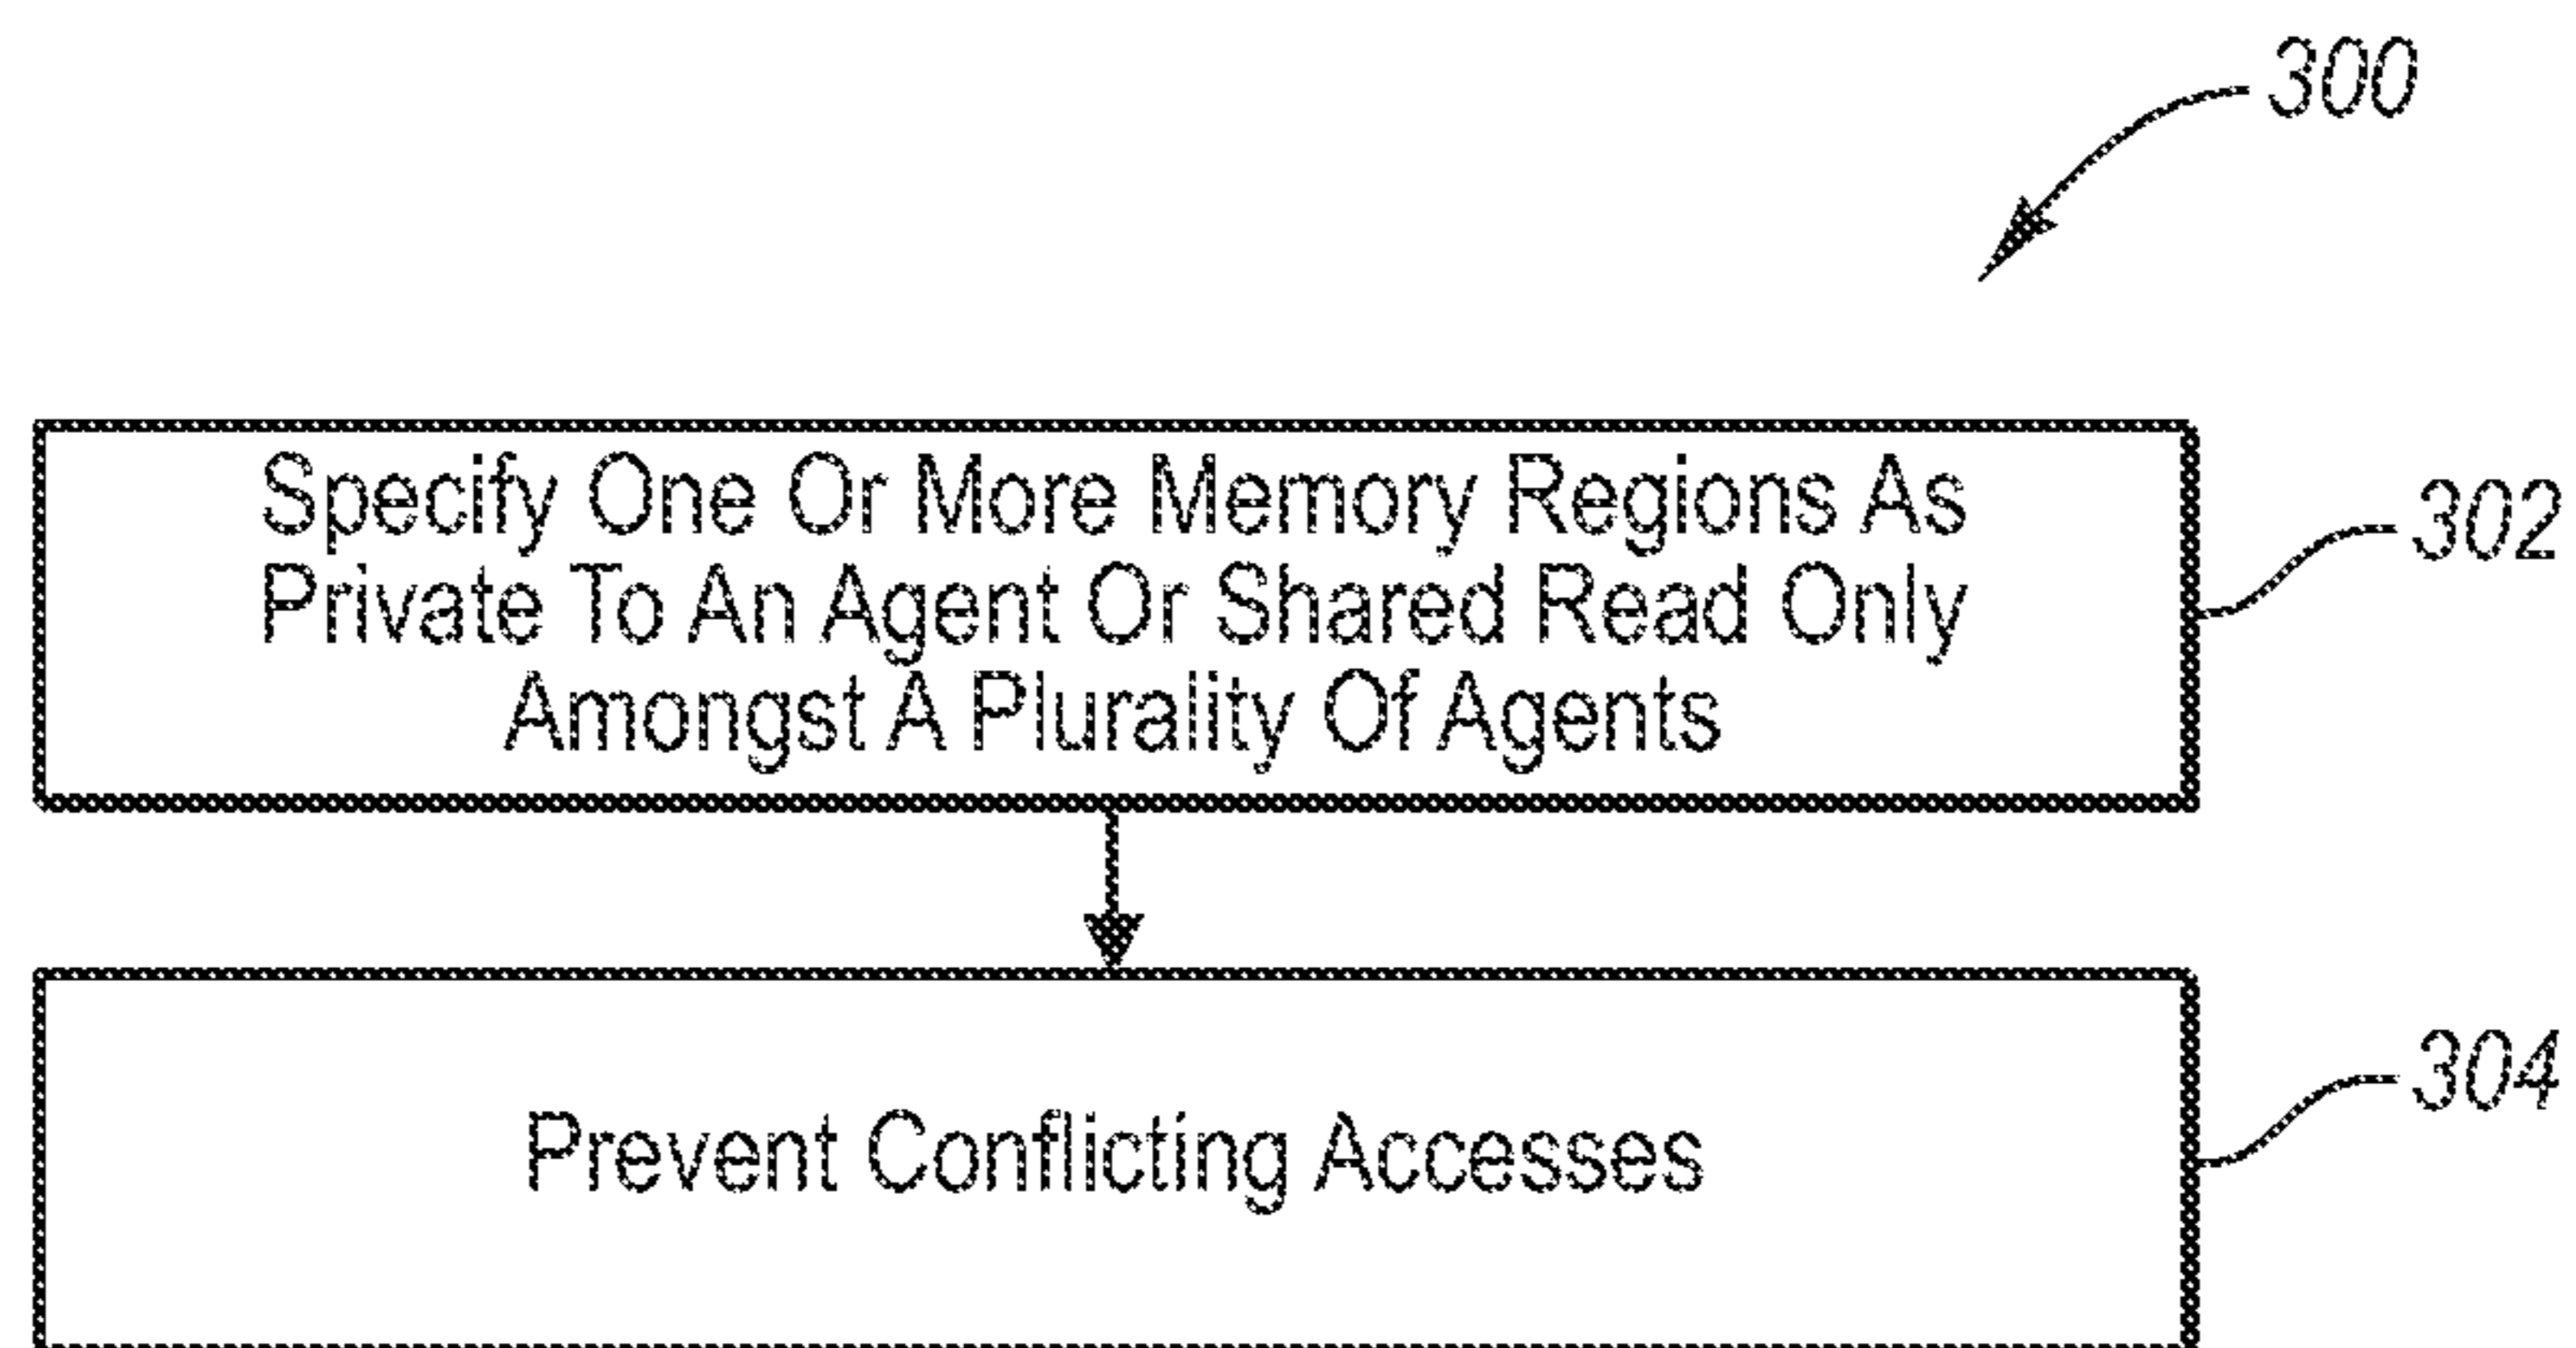 300
Specify One Or More Memory Regions As
Private To An Agent Or Shared Read Only
Amongst A Plurality Of Agents
302
Prevent Conflicting Accesses
304